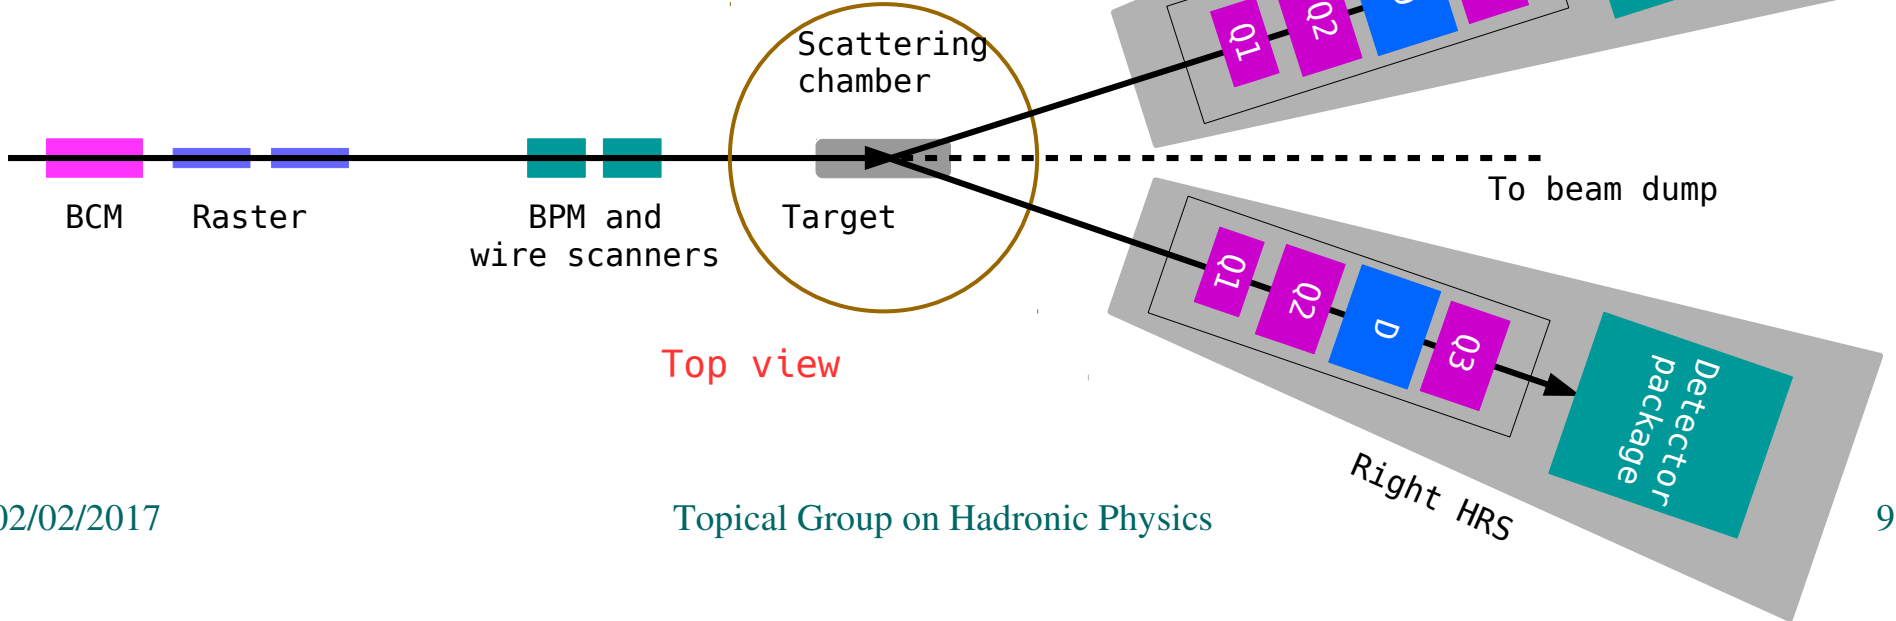 Scattering
chamber
Q1
Q2
To beam dump
BCM
Raster
BPM and
wire scanners
Target
Q1
Q2
D
Q3
Detector
package
Top view
Right HRS
02/02/2017
Topical Group on Hadronic Physics
9